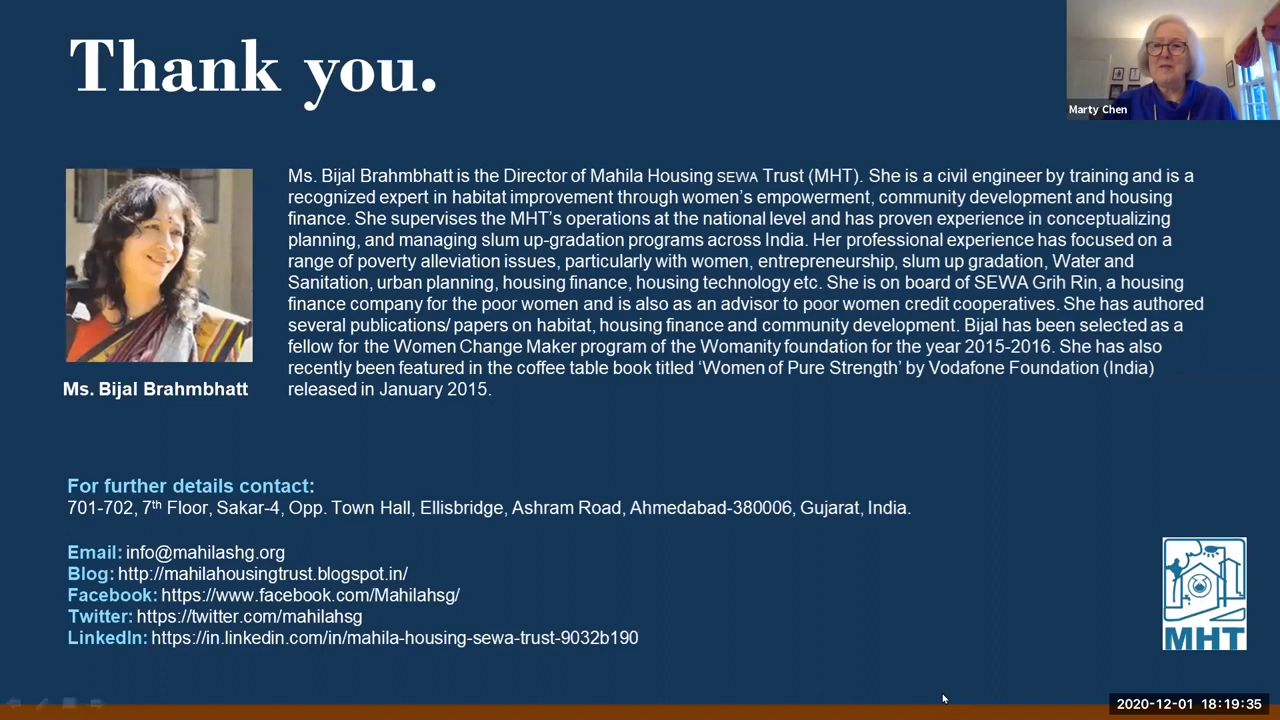 Thank you.
Marty Chen
Ms. Bijal Brahmbhatt is the Director of Mahila Housing SEWA Trust (MHT). She is a civil engineer by training and is a
recognized expert in habitat improvement through women's empowerment, community development and housing
finance. She supervises the MHT's operations at the national level and has proven experience in conceptualizing
planning, and managing slum up-gradation programs across India. Her professional experience has focused on a
range of poverty alleviation issues, particularly with women, entrepreneurship, slum up gradation, Water and
Sanitation, urban planning, housing finance, housing technology etc. She is on board of SEWA Grih Rin, a housing
finance company for the poor women and is also as an advisor to poor women credit cooperatives. She has authored
several publications/ papers on habitat, housing finance and community development. Bijal has been selected as a
fellow for the Women Change Maker program of the Womanity foundation for the year 2015-2016. She has also
recently been featured in the coffee table book titled ‘Women of Pure Strength’ by Vodafone Foundation (India)
released in January 2015.
Ms. Bijal Brahmbhatt
For further details contact:
701-702, 7th Floor, Sakar-4, Opp. Town Hall, Ellisbridge, Ashram Road, Ahmedabad-380006, Gujarat, India.
Email: info@mahilashg.org
Blog: http://mahilahousingtrust.blogspot.in/
Facebook: https://www.facebook.com/Mahilahsg/
Twitter: https://twitter.com/mahilahsg
LinkedIn: https://in.linkedin.com/in/mahila-housing-sewa-trust-9032b190
MHT
2020-12-01 18:19:35